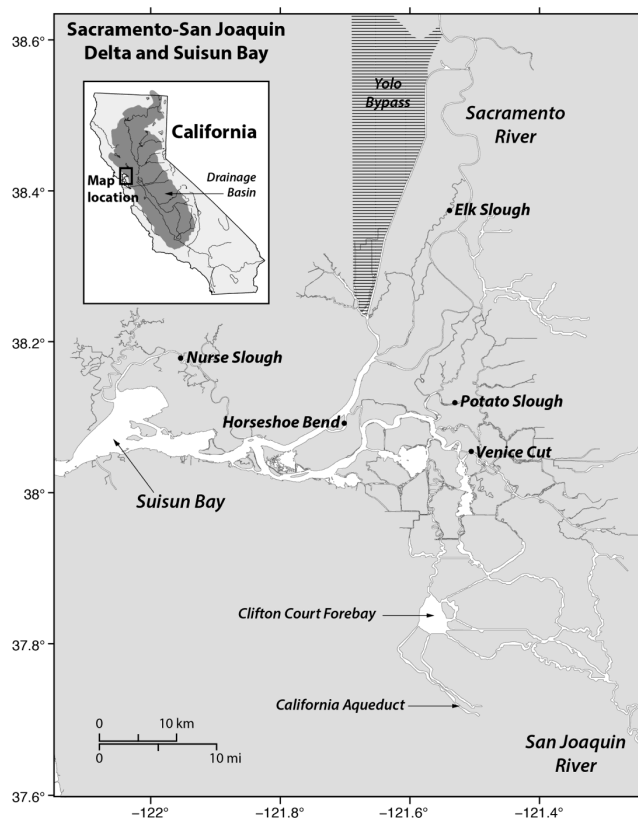 Sacramento-San Joaquin
Delta and Suisun Bay
California
Drainage
Basin
Map
location
Yolo
Bypass
Sacramento
River
Elk Slough
Nurse Slough
Potato Slough
Horseshoe Bend
Venice Cut
Suisun Bay
Clifton Court Forebay
California Aqueduct
San Joaquin
River
0 10 km
0 10 mi
38.6°
38.4°
38.2°
38°
37.8°
37.6°
-122° -121.8° -121.6° -121.4°